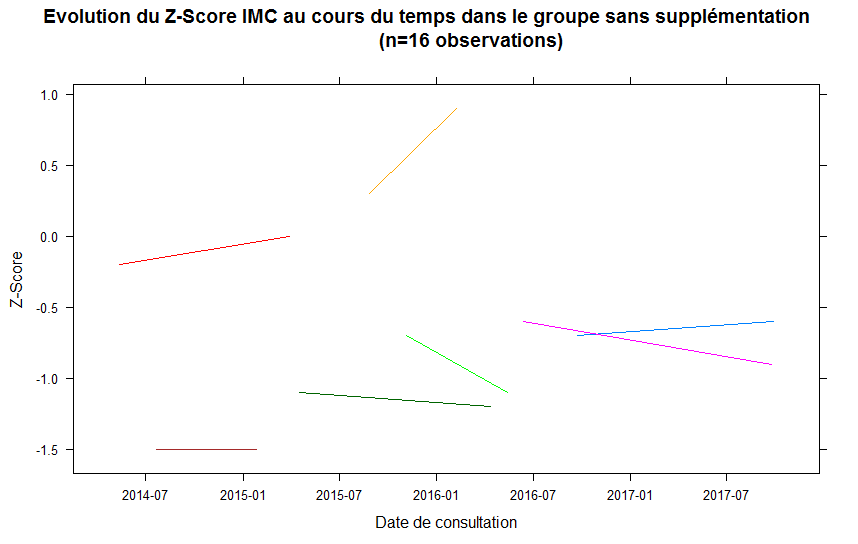 Evolution du Z-Score IMC au cours du temps dans le groupe sans supplémentation
(n=16 observations)
1.0
0.5
0.0
-0.5
-1.0
-1.5
Z-Score
2014-07 2015-01 2015-07 2016-01 2016-07 2017-01 2017-07
Date de consultation